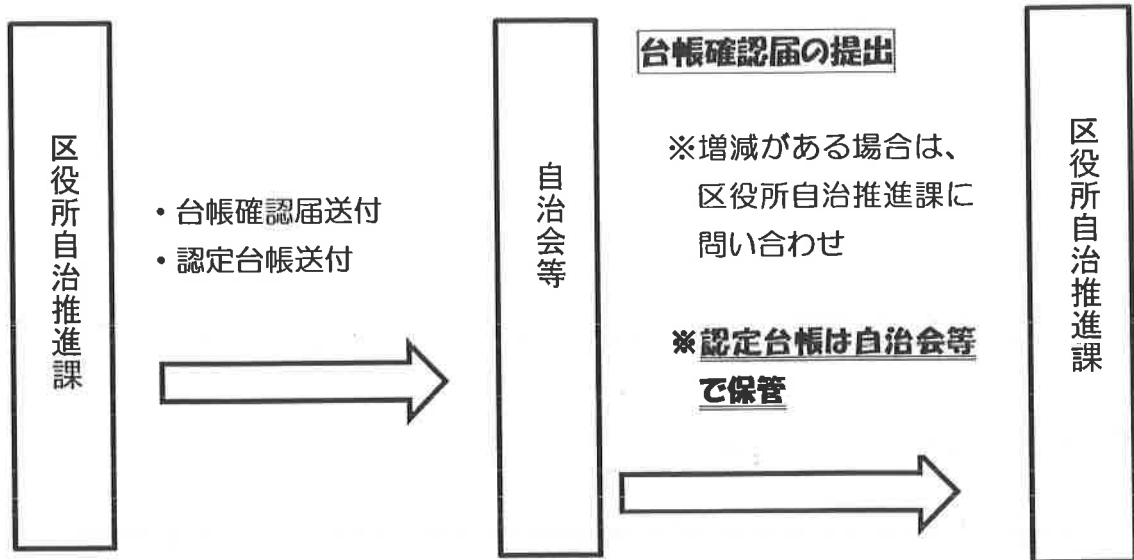 区役所自治推進課
・台帳確認届送付
・認定台帳送付
自治会等
台帳確認届の提出
※増減がある場合は、
区役所自治推進課に
問い合わせ
※認定台帳は自治会等
で保管
区役所自治推進課